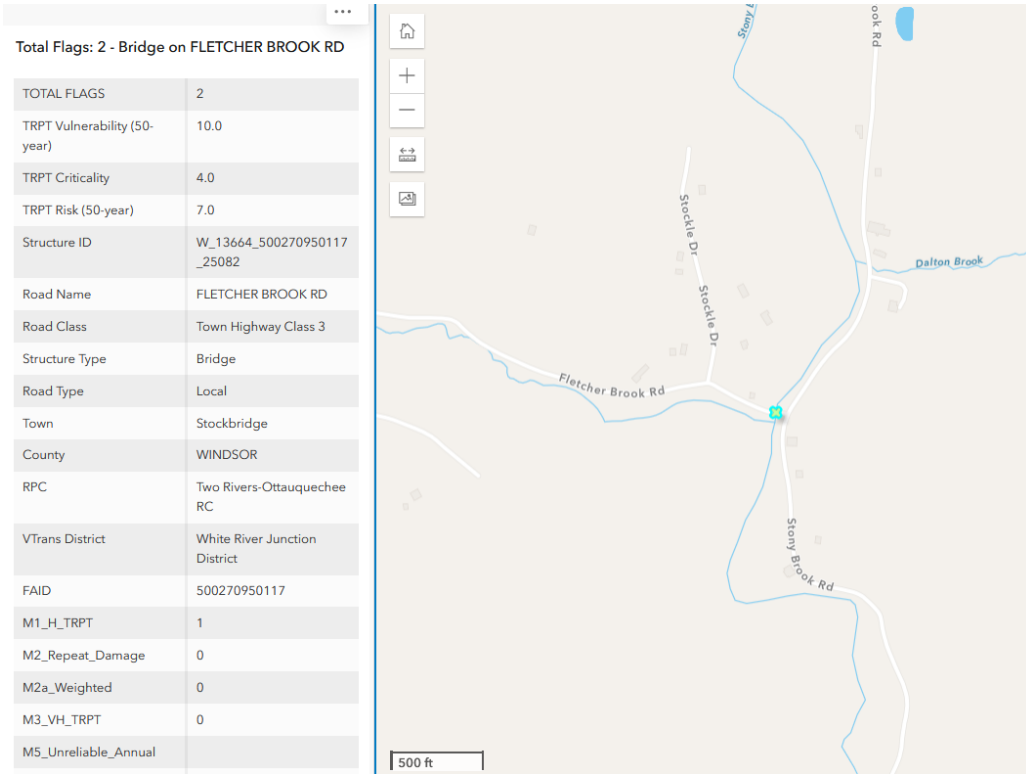 ...
Total Flags: 2 - Bridge on FLETCHER BROOK RD
TOTAL FLAGS 2
TRPT Vulnerability (50- 10.0
year)
TRPT Criticality 4.0
TRPT Risk (50-year) 7.0
Structure ID W_13664_500270950117
_25082
Road Name FLETCHER BROOK RD
Road Class Town Highway Class 3
Structure Type Bridge
Road Type Local
Town Stockbridge
County WINDSOR
RPC Two Rivers-Ottauquechee
RC
VTrans District White River Junction
District
FAID 500270950117
M1_H_TRPT 1
M2_Repeat_Damage 0
M2a_Weighted 0
M3_VH_TRPT 0
M5_Unreliable_Annual
Stony
ook Rd
Stockle Dr
Dalton Brook
Stockle Dr
Fletcher Brook Rd
Stony Brook Rd
500 ft